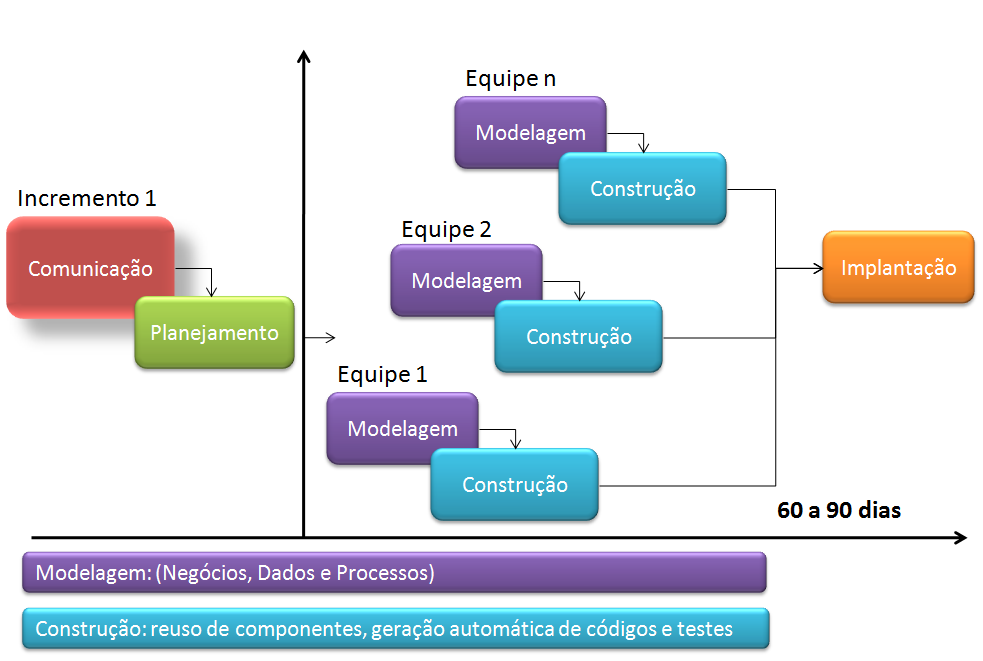 Equipe n
Modelagem
Construção
Incremento 1
Comunicação
Planejamento
Equipe 2
Modelagem
Construção
Implantação
Equipe 1
Modelagem
Construção
60 a 90 dias
Modelagem: (Negócios, Dados e Processos)
Construção: reuso de componentes, geração automática de códigos e testes